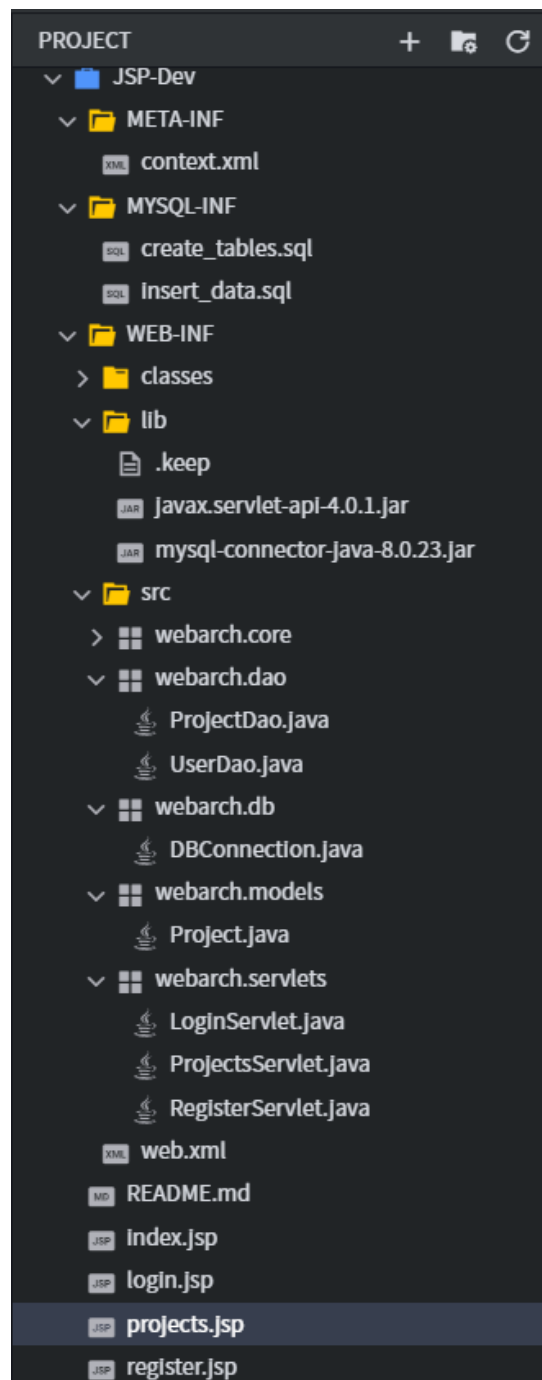 PROJECT
JSP-Dev
META-INF
XML context.xml
MYSQL-INF
SQL create_tables.sql
SQL insert_data.sql
WEB-INF
classes
lib
.keep
JAR javax.servlet-api-4.0.1.jar
JAR mysql-connector-java-8.0.23.jar
src
webarch.core
webarch.dao
ProjectDao.java
UserDao.java
webarch.db
DBConnection.java
webarch.models
Project.java
webarch.servlets
LoginServlet.java
ProjectsServlet.java
RegisterServlet.java
XML web.xml
MD README.md
JSP index.jsp
JSP login.jsp
JSP projects.jsp
JSP register.jsp